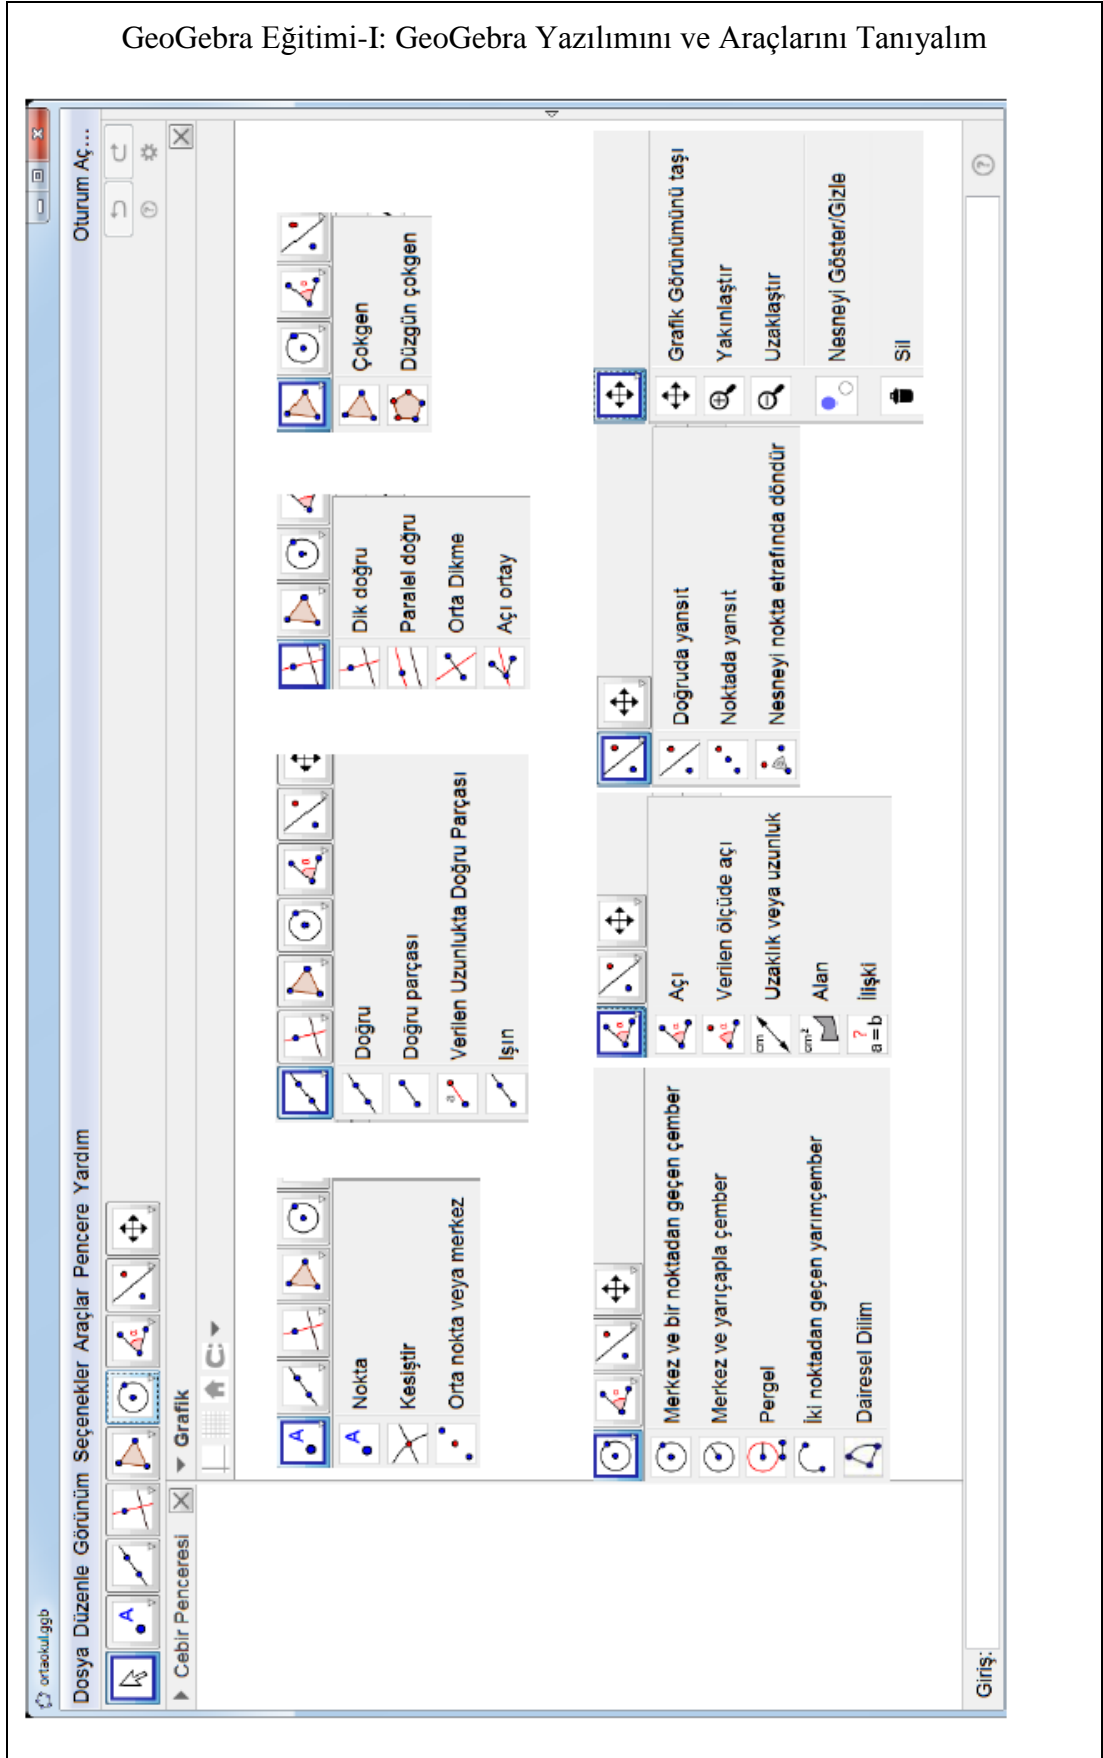 GeoGebra Eğitimi-I: GeoGebra Yazılımını ve Araçlarını Tanıyalım
ortaokul.ggb
Dosya Düzenle Görünüm Seçenekler Araçlar Pencere Yardım
Oturum Aç...
A
α
Cebir Penceresi
Grafik
A
A
Nokta
Kesiştir
Orta nokta veya merkez
α
Doğru
Doğru parçası
a
Verilen Uzunlukta Doğru Parçası
Işın
Dik doğru
Paralel doğru
Orta Dikme
Açı ortay
α
Çokgen
Düzgün çokgen
α
Merkez ve bir noktadan geçen çember
Merkez ve yarıçapla çember
Pergel
İki noktadan geçen yarımçember
Dairesel Dilim
α
α
Açı
α
Verilen ölçüde açı
cm
Uzaklık veya uzunluk
cm²
Alan
?
a=b
İlişki
Doğruda yansıt
Noktada yansıt
Nesneyi nokta etrafında döndür
Grafik Görünümünü taşı
Yakınlaştır
Uzaklaştır
Nesneyi Göster/Gizle
Sil
Giriş: